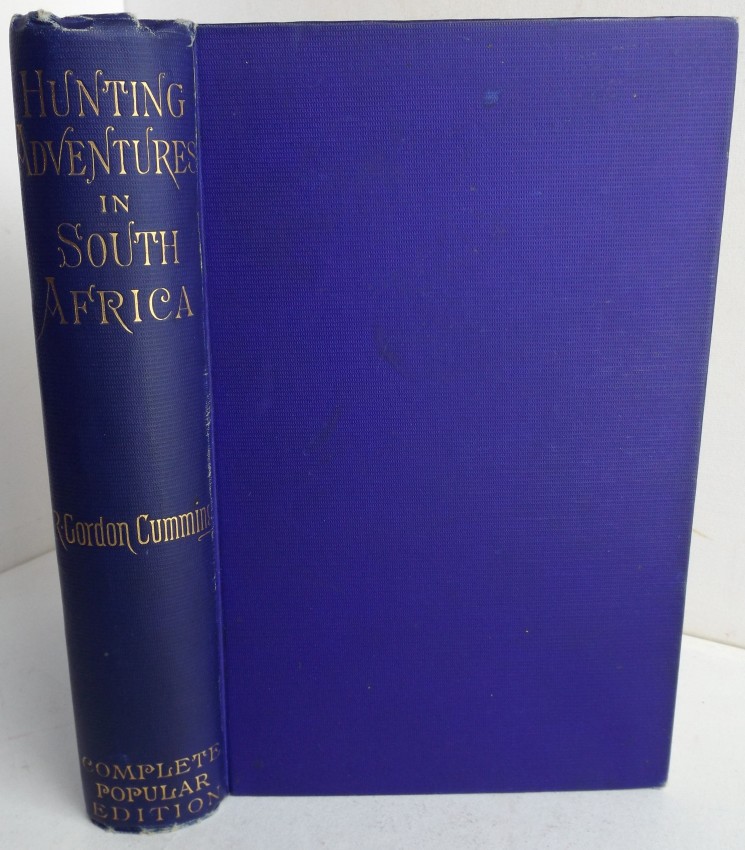 HUNTING
ADVENTURES
IN
SOUTH
AFRICA
R. Gordon Cumming
COMPLETE
POPULAR
EDITION